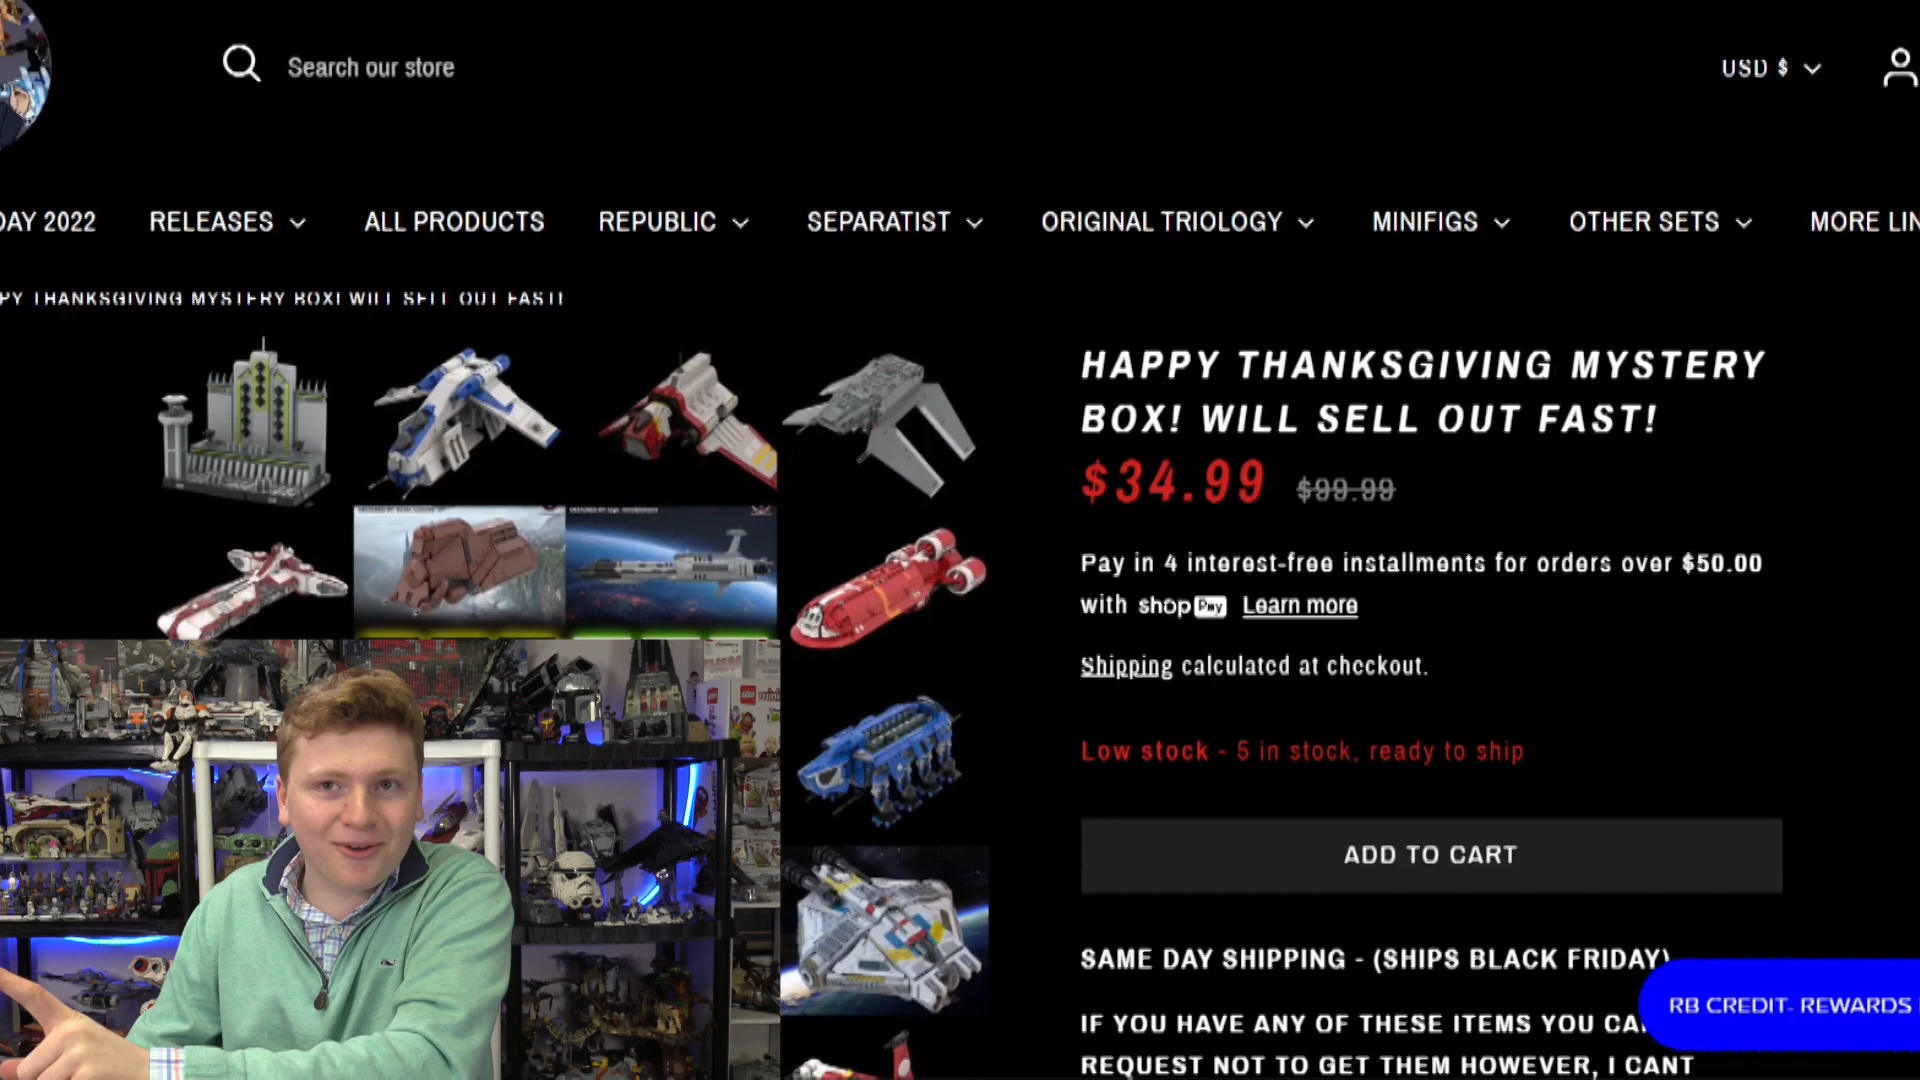 Search our store
USD $
DAY 2022 RELEASES ALL PRODUCTS REPUBLIC SEPARATIST ORIGINAL TRIOLOGY MINIFIGS OTHER SETS MORE LIN
PY THANKSGIVING MYSTERY BOX! WILL SELL OUT FAST!
HAPPY THANKSGIVING MYSTERY
BOX! WILL SELL OUT FAST!
$34.99 $99.99
Pay in 4 interest-free installments for orders over $50.00
with shop Pay Learn more
Shipping calculated at checkout.
Low stock - 5 in stock, ready to ship
ADD TO CART
SAME DAY SHIPPING - (SHIPS BLACK FRIDAY)
RB CREDIT- REWARDS
IF YOU HAVE ANY OF THESE ITEMS YOU CA
REQUEST NOT TO GET THEM HOWEVER, I CANT